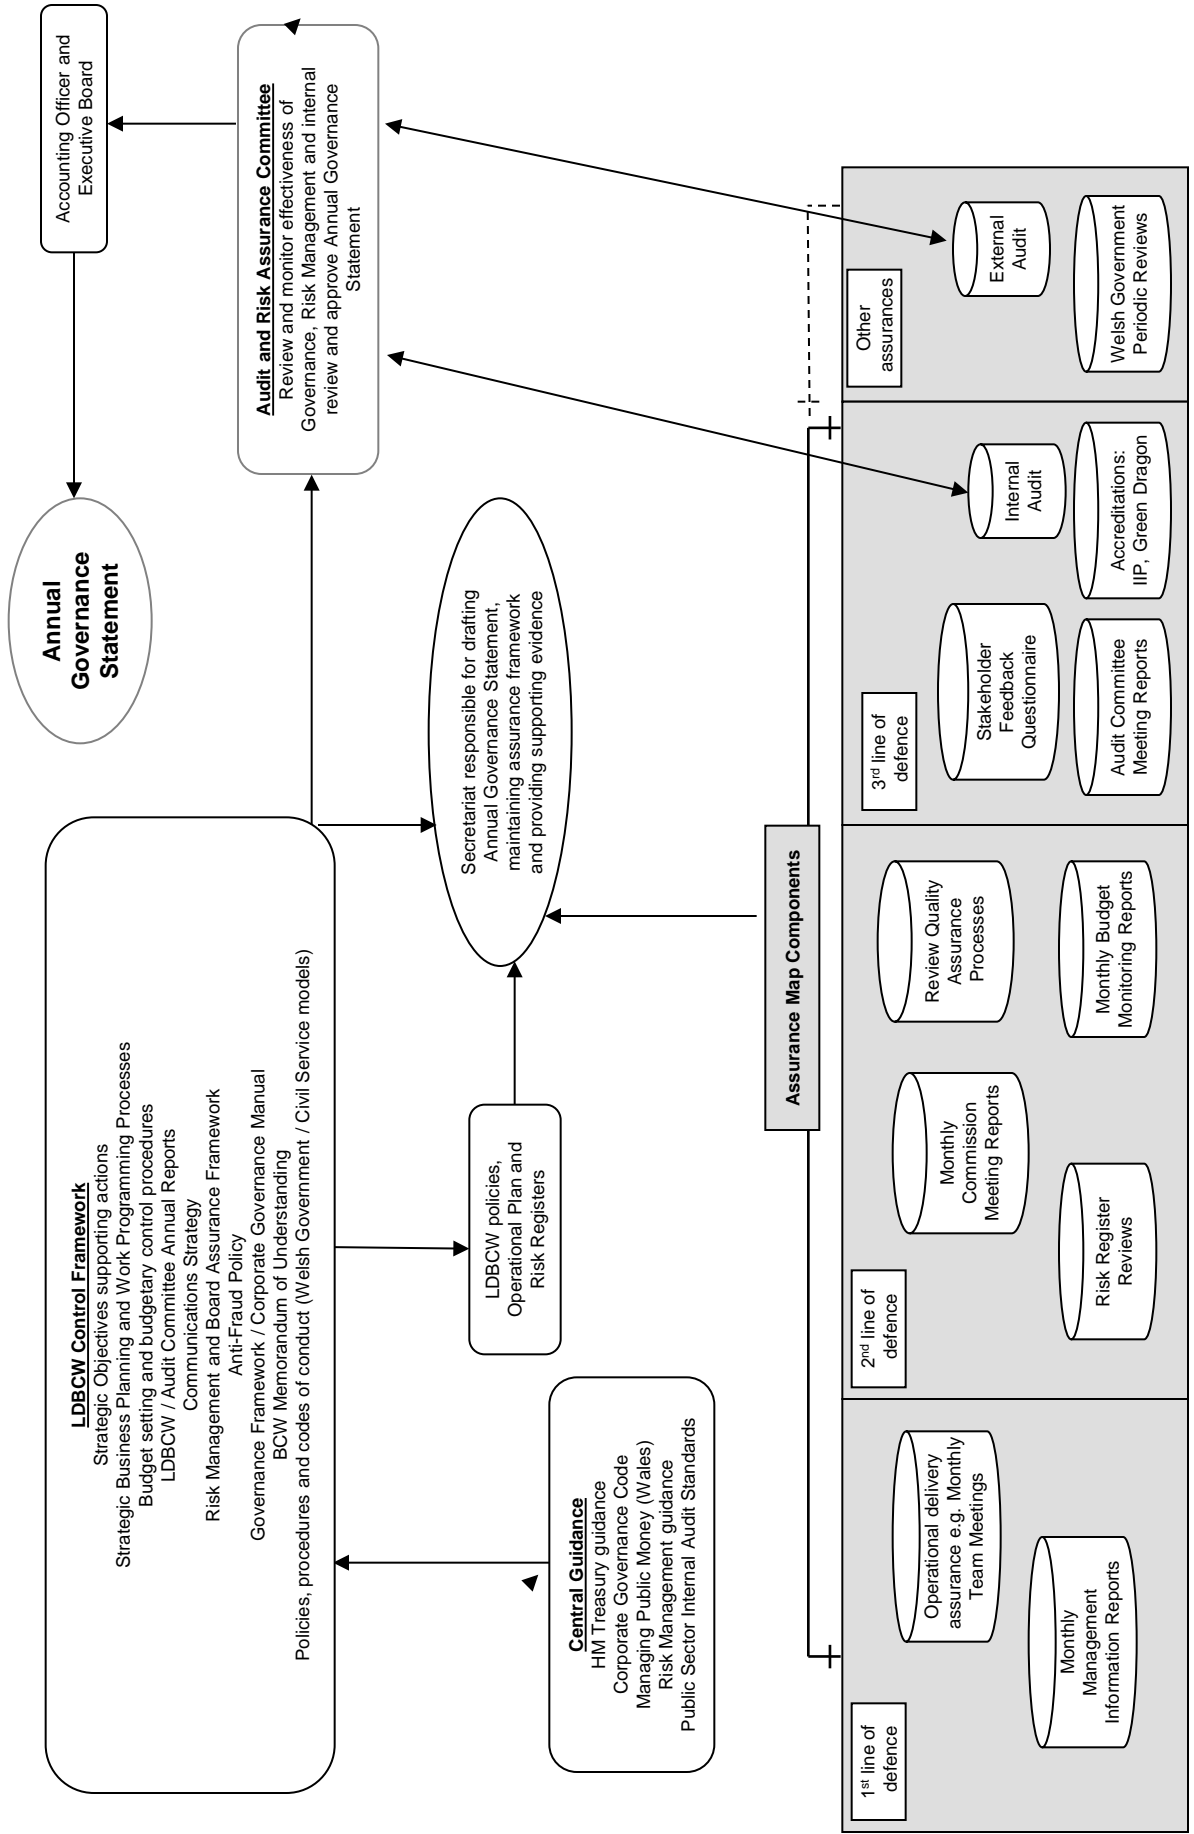 LDBCW Control Framework
Strategic Objectives supporting actions
Strategic Business Planning and Work Programming Processes
Budget setting and budgetary control procedures
LDBCW / Audit Committee Annual Reports
Communications Strategy
Risk Management and Board Assurance Framework
Anti-Fraud Policy
Governance Framework / Corporate Governance Manual
BCW Memorandum of Understanding
Policies, procedures and codes of conduct (Welsh Government / Civil Service models)
Annual
Governance
Statement
Accounting Officer and
Executive Board
Audit and Risk Assurance Committee
Review and monitor effectiveness of
Governance, Risk Management and internal
review and approve Annual Governance
Statement
Central Guidance
HM Treasury guidance
Corporate Governance Code
Managing Public Money (Wales)
Risk Management guidance
Public Sector Internal Audit Standards
LDBCW policies,
Operational Plan and
Risk Registers
Secretariat responsible for drafting
Annual Governance Statement,
maintaining assurance framework
and providing supporting evidence
Assurance Map Components
1st line of
defence
Operational delivery
assurance e.g. Monthly
Team Meetings
Monthly
Management
Information Reports
2nd line of
defence
Monthly
Commission
Meeting Reports
Review Quality
Assurance
Processes
Risk Register
Reviews
Monthly Budget
Monitoring Reports
3rd line of
defence
Stakeholder
Feedback
Questionnaire
Internal
Audit
Audit Committee
Meeting Reports
Accreditations:
IIP, Green Dragon
Other
assurances
External
Audit
Welsh Government
Periodic Reviews